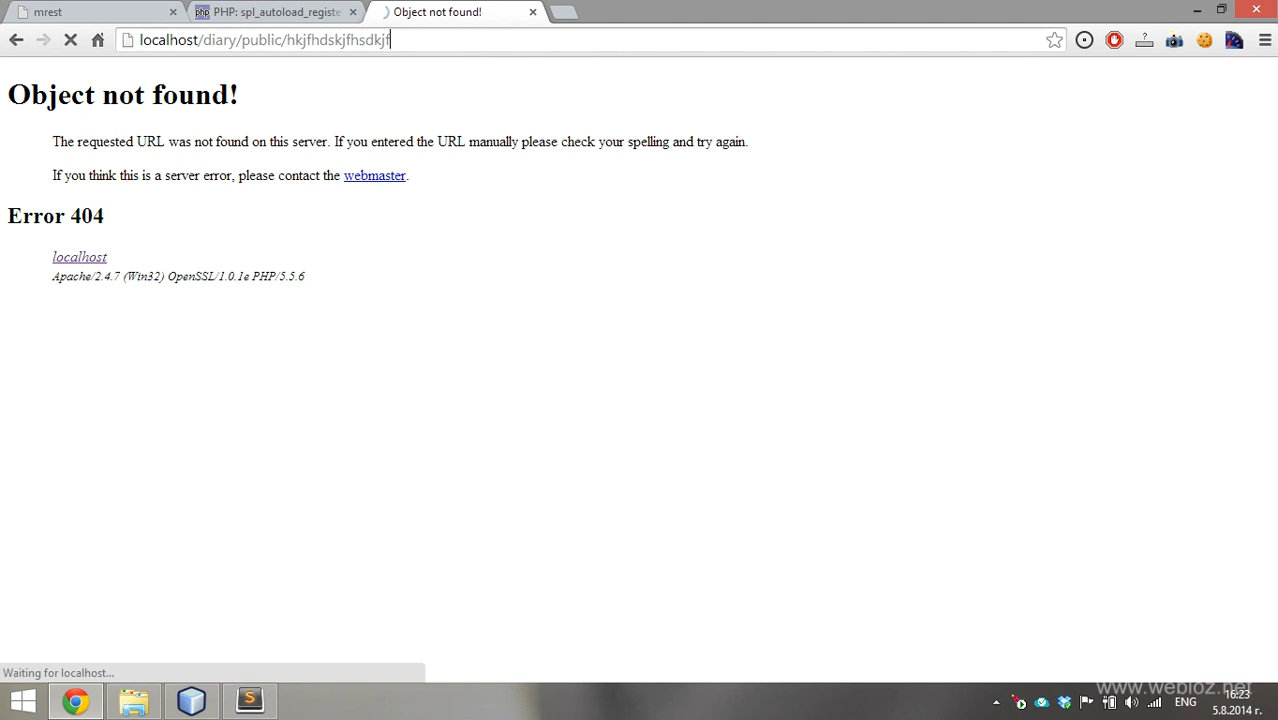 mrest
php PHP: spl_autoload_registe
Object not found!
localhost/diary/public/hkjfhdskjfhsdkjf
Object not found!
The requested URL was not found on this server. If you entered the URL manually please check your spelling and try again.
If you think this is a server error, please contact the webmaster.
Error 404
localhost
Apache/2.4.7 (Win32) OpenSSL/1.0.1e PHP/5.5.6
Waiting for localhost...
www.webloz.net
ENG
16:23
5.8.2014 г.